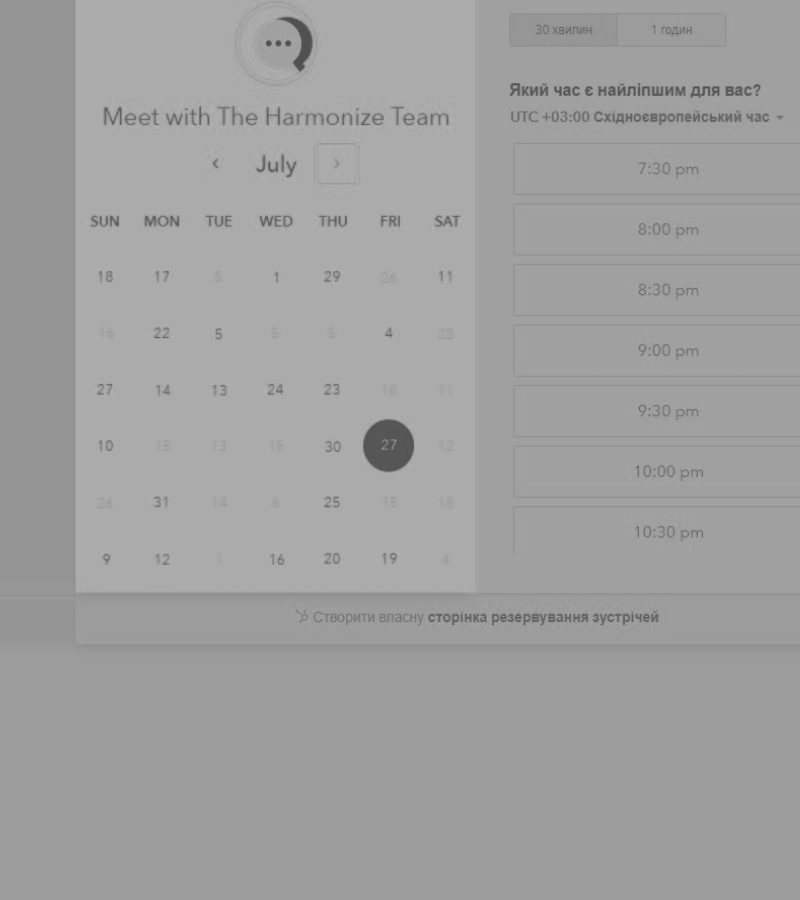 Meet with The Harmonize Team
July
SUN MON TUE WED THU FRI SAT
18 17 5 1 29 26 11
16 22 5 5 5 4 28
27 14 13 24 23 18 11
10 15 13 15 30 27 12
26 31 14 6 25 15 18
9 12 1 16 20 19 4
30 хвилин 1 годин
Який час є найліпшим для вас?
UTC +03:00 Східноєвропейський час
7:30 pm
8:00 pm
8:30 pm
9:00 pm
9:30 pm
10:00 pm
10:30 pm
Створити власну сторінка резервування зустрічей